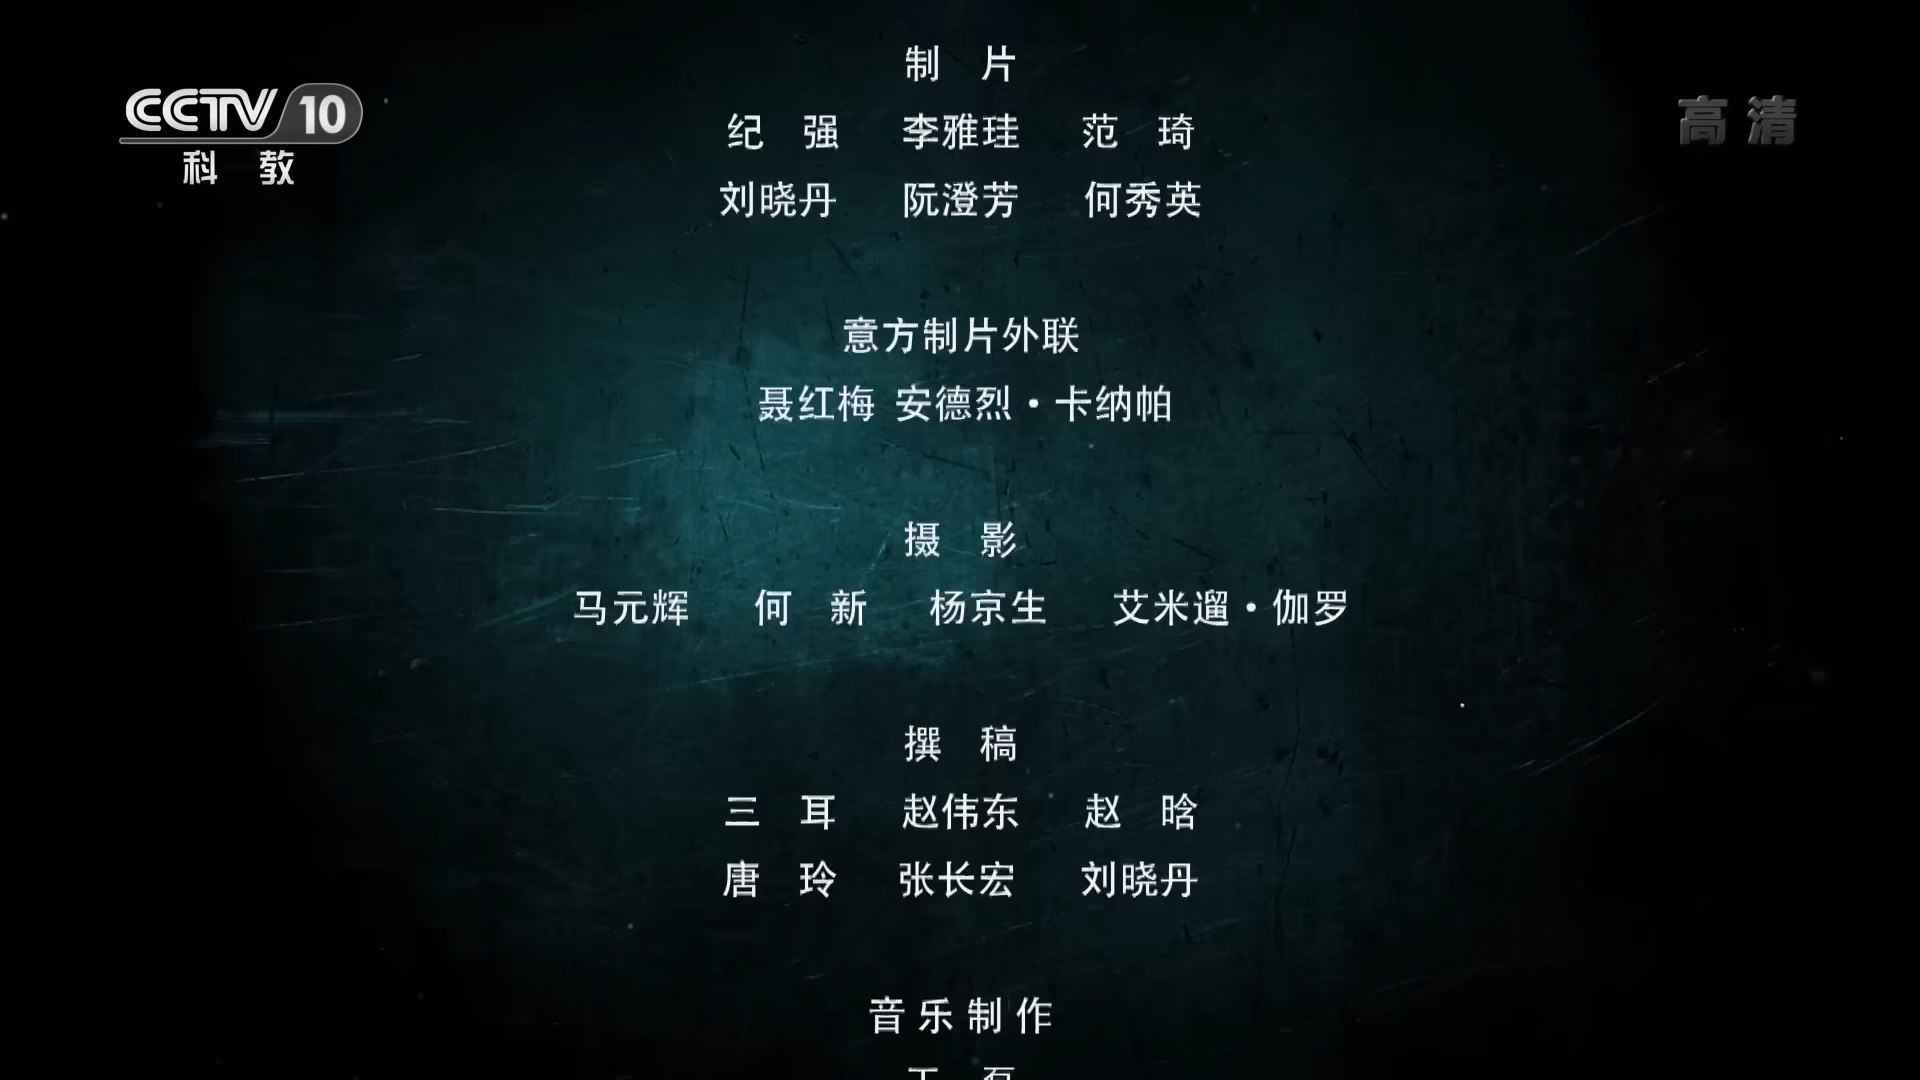 CCTV 10
科 教
高清
制 片
纪 强 李雅珪 范 琦
刘晓丹 阮澄芳 何秀英
意方制片外联
聂红梅 安德烈·卡纳帕
摄 影
马元辉 何 新 杨京生 艾米遛·伽罗
撰 稿
三 耳 赵伟东 赵 晗
唐 玲 张长宏 刘晓丹
音乐制作